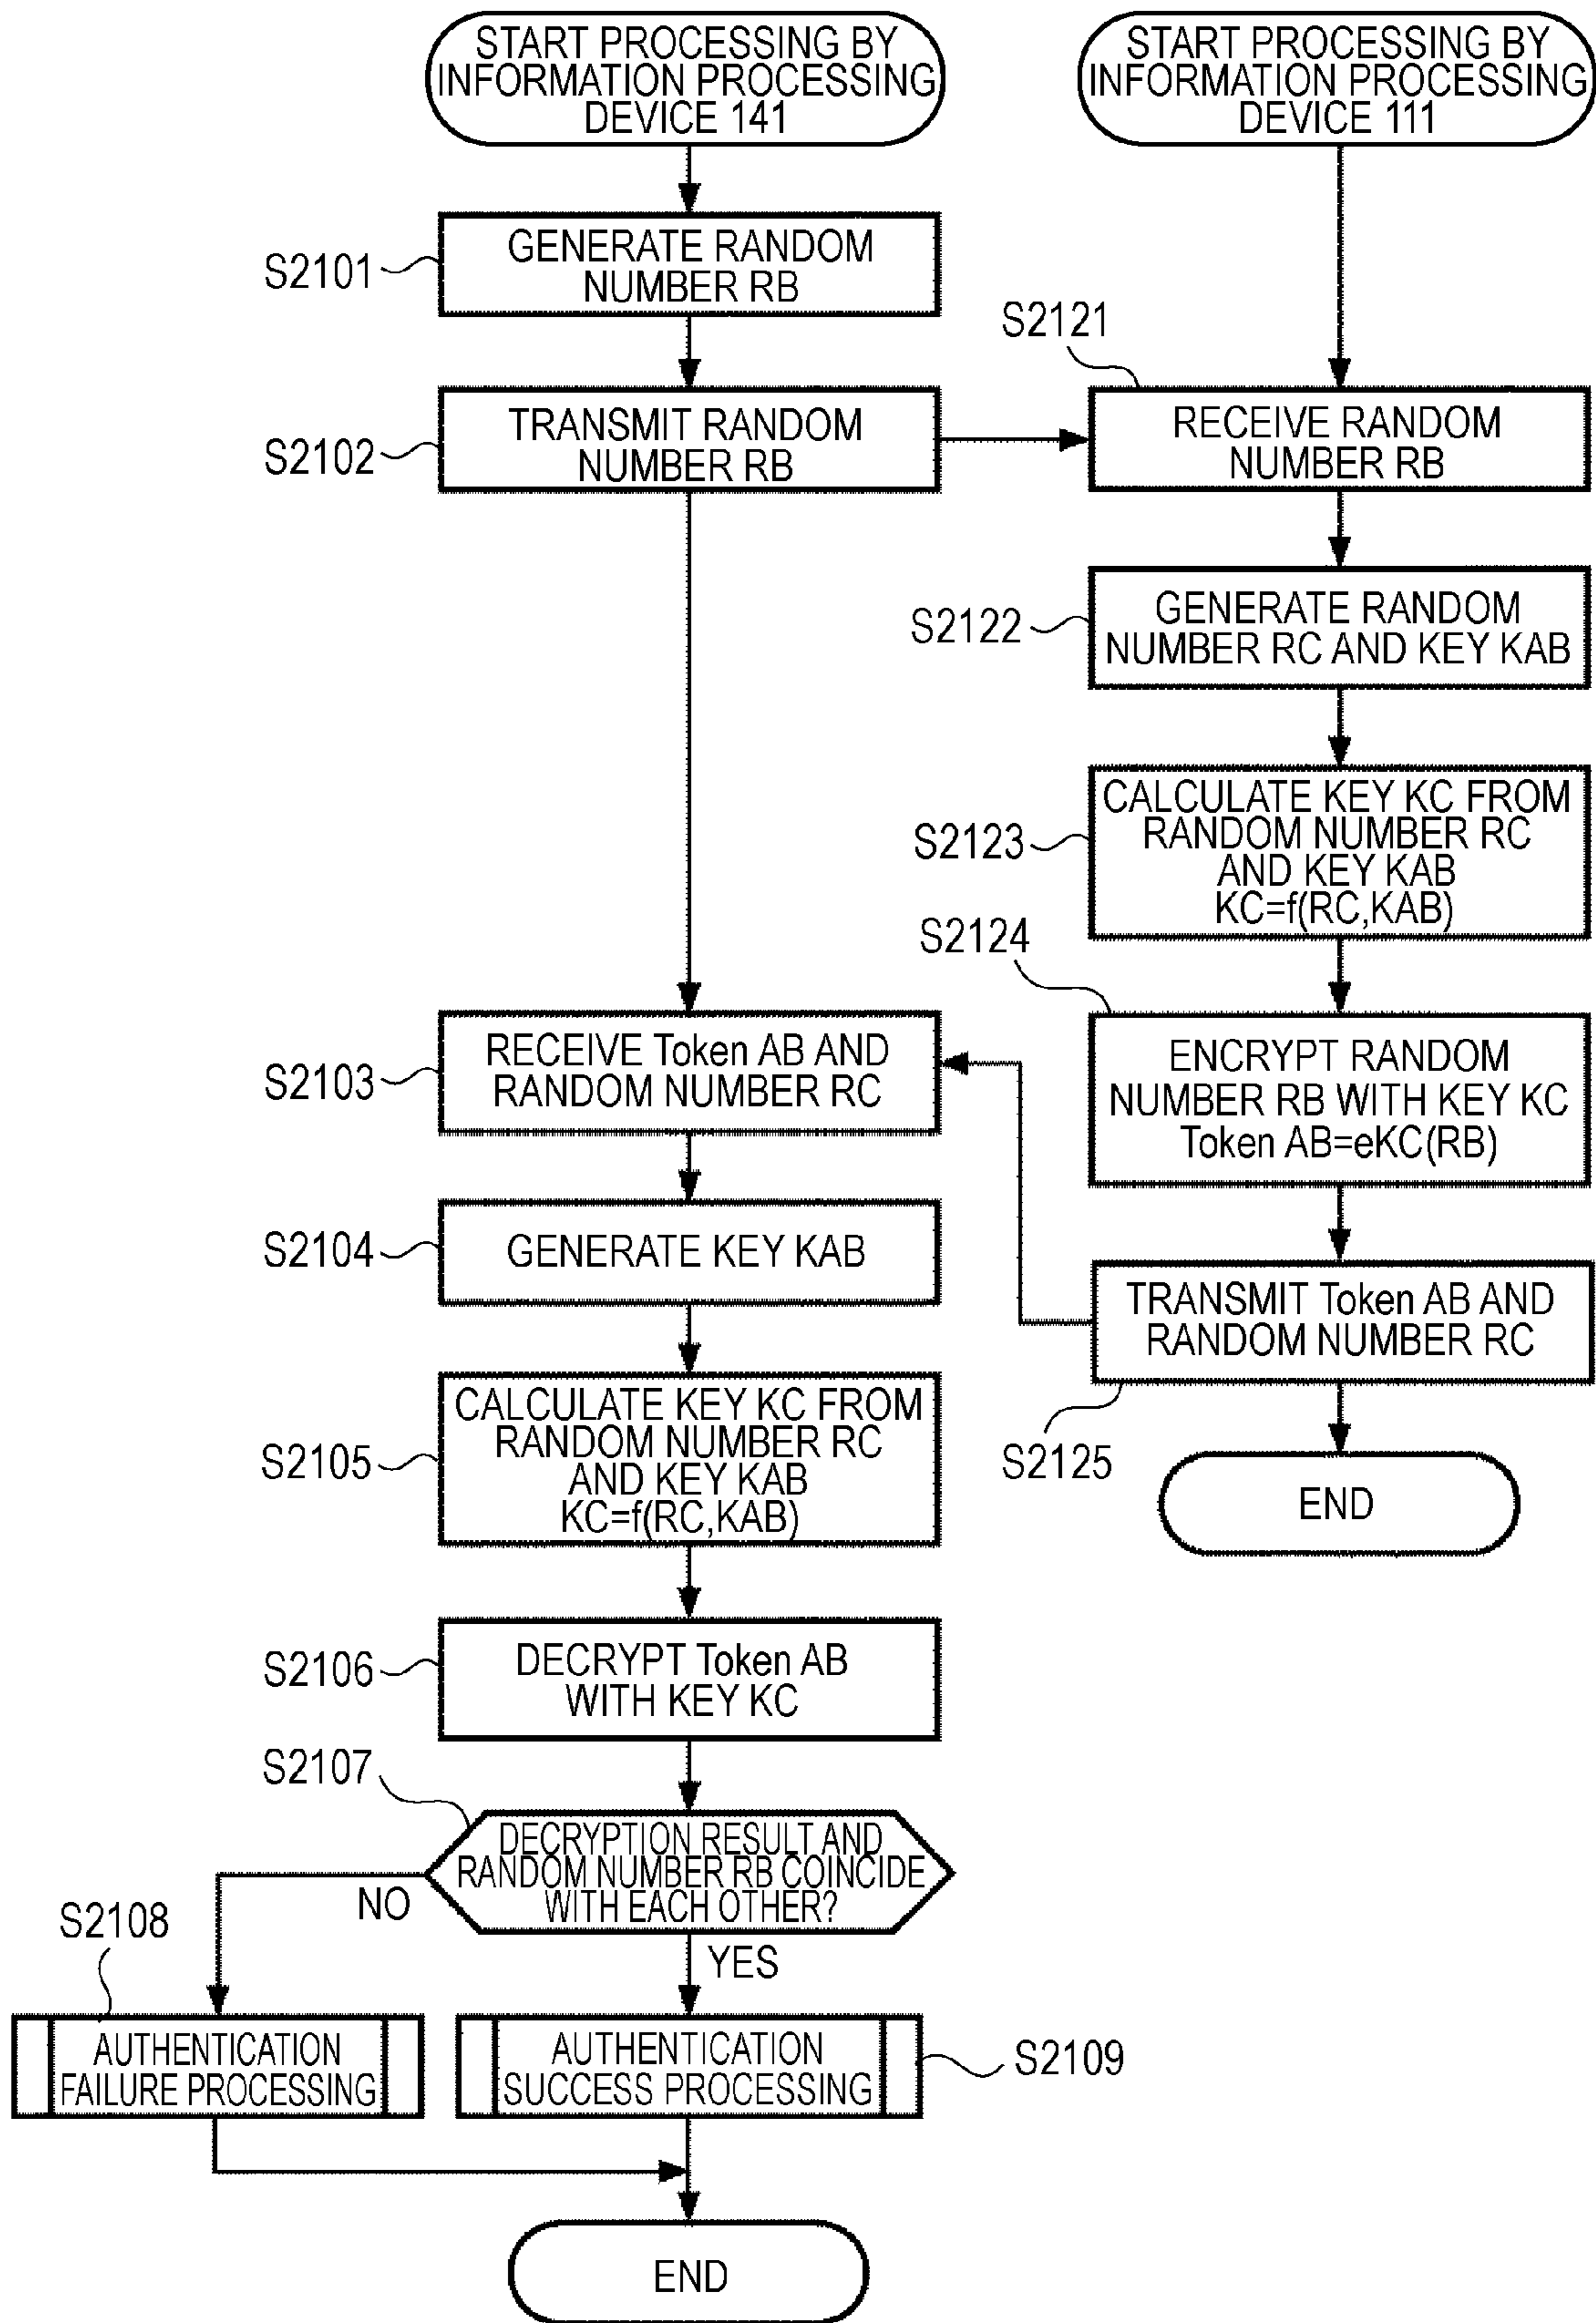 START PROCESSING BY
INFORMATION PROCESSING
DEVICE 141
START PROCESSING BY
INFORMATION PROCESSING
DEVICE 111
S2101
GENERATE RANDOM
NUMBER RB
S2102
TRANSMIT RANDOM
NUMBER RB
S2121
RECEIVE RANDOM
NUMBER RB
S2122
GENERATE RANDOM
NUMBER RC AND KEY KAB
S2123
CALCULATE KEY KC FROM
RANDOM NUMBER RC
AND KEY KAB
KC=f(RC,KAB)
S2124
ENCRYPT RANDOM
NUMBER RB WITH KEY KC
Token AB=eKC(RB)
S2125
TRANSMIT Token AB AND
RANDOM NUMBER RC
END
S2103
RECEIVE Token AB AND
RANDOM NUMBER RC
S2104
GENERATE KEY KAB
S2105
CALCULATE KEY KC FROM
RANDOM NUMBER RC
AND KEY KAB
KC=f(RC,KAB)
S2106
DECRYPT Token AB
WITH KEY KC
S2107
DECRYPTION RESULT AND
RANDOM NUMBER RB COINCIDE
WITH EACH OTHER?
NO
YES
S2108
AUTHENTICATION
FAILURE PROCESSING
AUTHENTICATION
SUCCESS PROCESSING
S2109
END